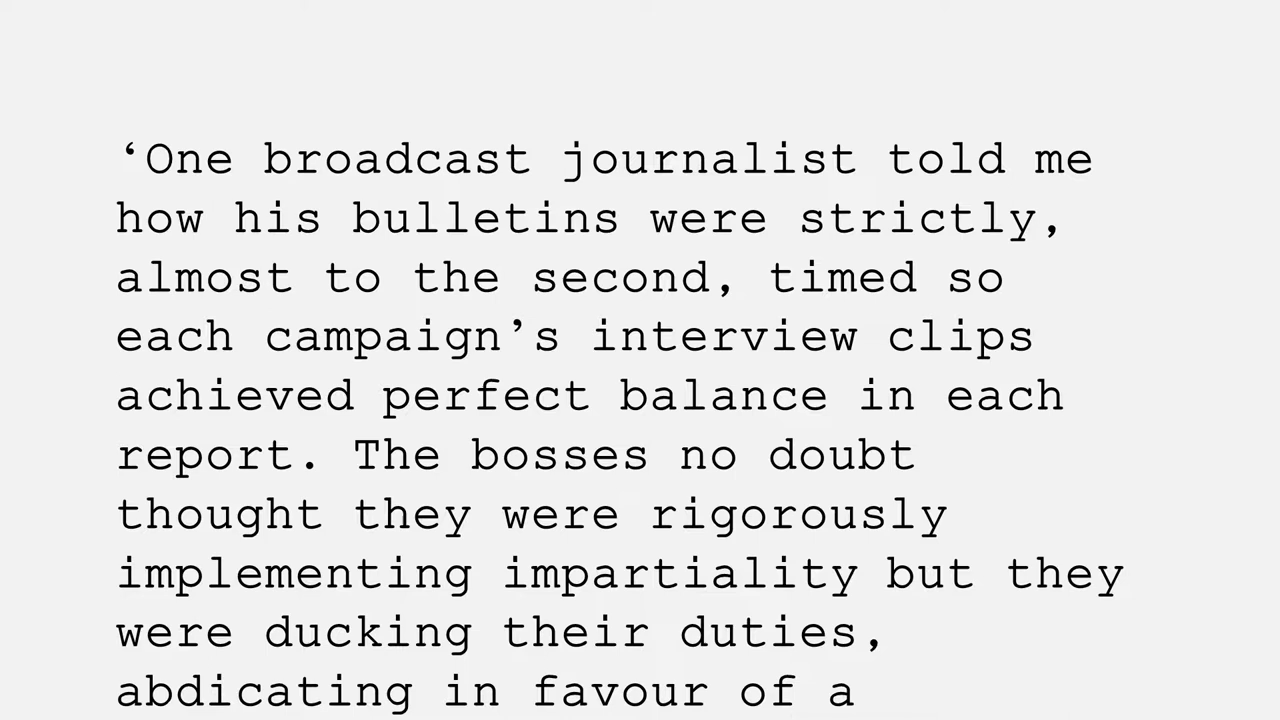 ‘One broadcast journalist told me
how his bulletins were strictly,
almost to the second, timed so
each campaign’s interview clips
achieved perfect balance in each
report. The bosses no doubt
thought they were rigorously
implementing impartiality but they
were ducking their duties,
abdicating in favour of a